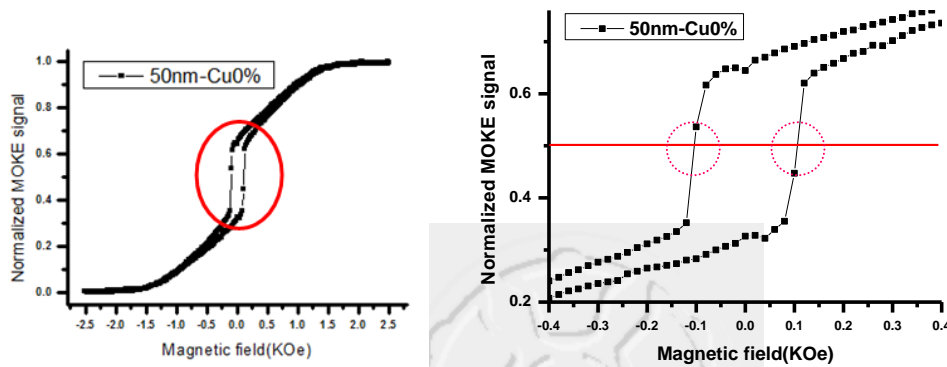 50nm-Cu0%
Normalized MOKE signal
1.0
0.8
0.6
0.4
0.2
0.0
-2.5 -2.0 -1.5 -1.0 -0.5 0.0 0.5 1.0 1.5 2.0 2.5
Magnetic field(KOe)
50nm-Cu0%
Normalized MOKE signal
0.6
0.4
0.2
-0.4 -0.3 -0.2 -0.1 0.0 0.1 0.2 0.3 0.4
Magnetic field(KOe)